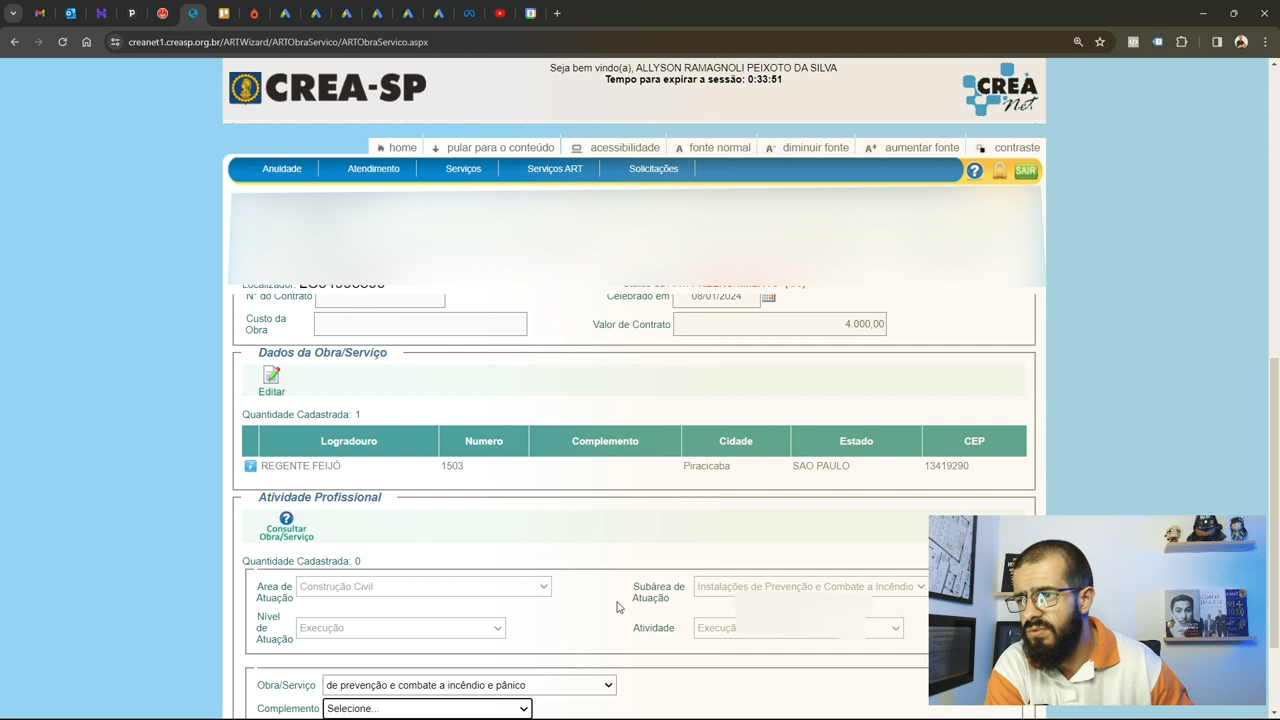 creanet1.creasp.org.br/ARTWizard/ARTObraServico/ARTObraServico.aspx
CREA-SP
Seja bem vindo(a), ALLYSON RAMAGNOLI PEIXOTO DA SILVA
Tempo para expirar a sessão: 0:33:51
CREA
Net
home
pular para o conteúdo
acessibilidade
A fonte normal
A- diminuir fonte
A+ aumentar fonte
contraste
Anuidade
Atendimento
Serviços
Serviços ART
Solicitações
SAIR
Localizador:
N° do Contrato
Celebrado em 08/01/2024
Custo da
Obra
Valor de Contrato 4.000,00
Dados da Obra/Serviço
Editar
Quantidade Cadastrada: 1
Logradouro Numero Complemento Cidade Estado CEP
REGENTE FEIJÓ 1503 Piracicaba SAO PAULO 13419290
Atividade Profissional
Consultar
Obra/Serviço
Quantidade Cadastrada: 0
Area de
Atuação
Construção Civil
Subárea de
Atuação
Instalações de Prevenção e Combate a Incêndio
Nível
de
Atuação
Execução
Atividade
Execuçã
Obra/Serviço de prevenção e combate a incêndio e pânico
Complemento Selecione...